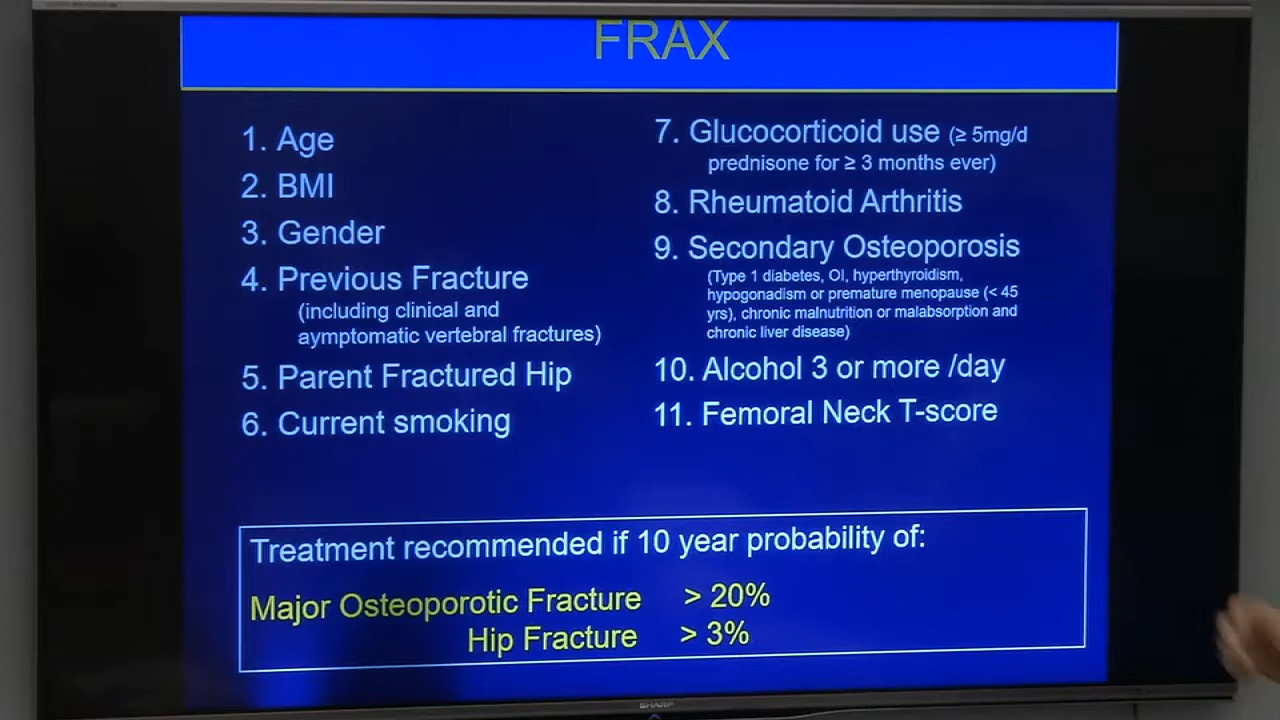 FRAX
1. Age
2. BMI
3. Gender
4. Previous Fracture
(including clinical and
aymptomatic vertebral fractures)
5. Parent Fractured Hip
6. Current smoking
7. Glucocorticoid use (≥ 5mg/d
prednisone for ≥ 3 months ever)
8. Rheumatoid Arthritis
9. Secondary Osteoporosis
(Type 1 diabetes, OI, hyperthyroidism,
hypogonadism or premature menopause (< 45
yrs), chronic malnutrition or malabsorption and
chronic liver disease)
10. Alcohol 3 or more /day
11. Femoral Neck T-score
Treatment recommended if 10 year probability of:
Major Osteoporotic Fracture > 20%
Hip Fracture > 3%
SHARP